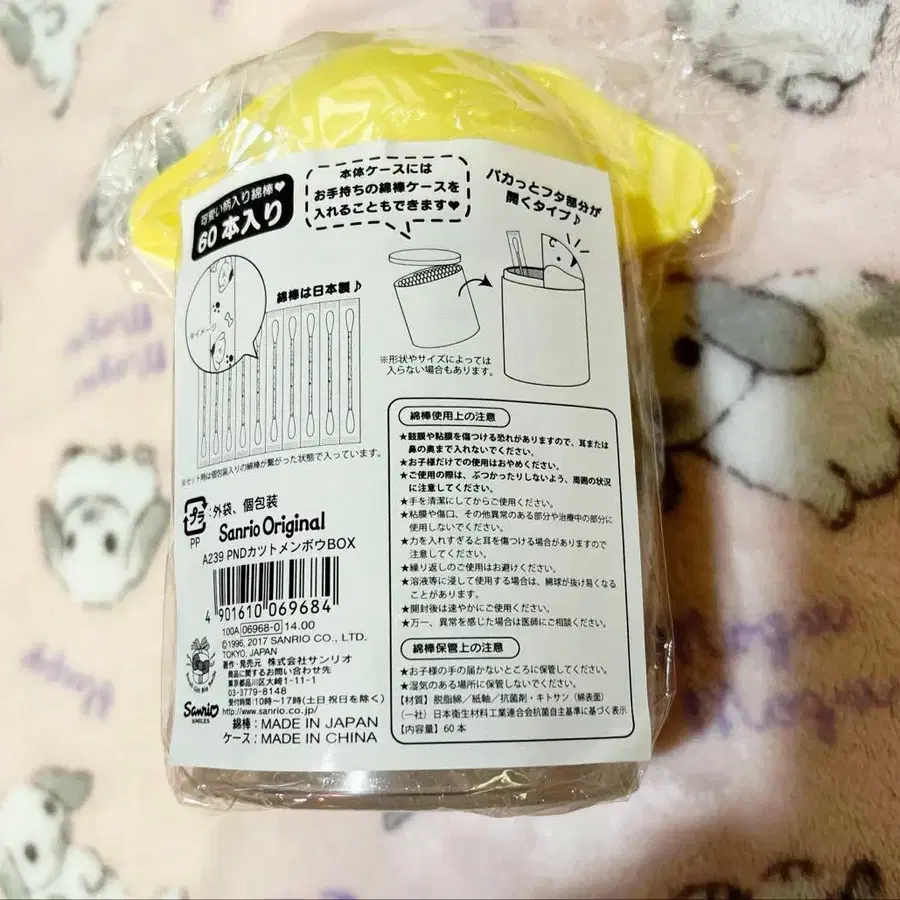 可愛い柄入り綿棒♥
60本入り
本体ケースには
お手持ちの綿棒ケースを
入れることもできます♥
パカっとフタ部分が
開くタイプ♪
綿棒は日本製♪
※イメージ
※形状やサイズによっては
入らない場合もあります。
※セット時は個包装入りの綿棒が繋がった状態で入っています。
プラ
:外袋、個包装
PP
Sanrio Original
A239 PNDカツトメンボウBOX
4 901610 069684
100A 06968-0 14.00
©1996, 2017 SANRIO CO., LTD.
TOKYO, JAPAN
著作・発売元 株式会社サンリオ
商品に関するお問い合わせ先
東京都品川区大崎1-11-1
03-3779-8148
受付時間:10時~17時(土日祝日を除く)
http://www.sanrio.co.jp/
Small Gift Big Smile
Sanrio
SMILES
綿棒:MADE IN JAPAN
ケース:MADE IN CHINA
綿棒使用上の注意
★鼓膜や粘膜を傷つける恐れがありますので、耳または
鼻の奥まで入れないでください。
★お子様だけでの使用はおやめください。
★ご使用の際は、ぶつかったりしないよう、周囲の状況
に注意してください。
★手を清潔にしてからご使用ください。
★粘膜や傷口、その他異常のある部分や治療中の部分に
使用しないでください。
★力を入れすぎると耳を傷つける場合がありますので
注意してください。
★繰り返しのご使用はお避けください。
★溶液等に浸して使用する場合は、綿球が抜け易くなる
ことがあります。
★開封後は速やかにご使用ください。
★万一、異常を感じた場合は医師にご相談ください。
綿棒保管上の注意
★お子様の手の届かないところに保管してください。
★湿気のある場所に保管しないでください。
【材質】脱脂綿/紙軸/抗菌剤・キトサン(綿表面)
(一社)日本衛生材料工業連合会抗菌自主基準に基づく表示
【内容量】60本